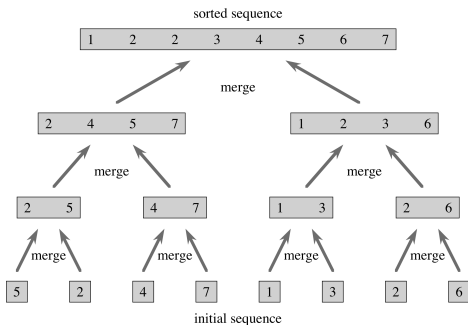 sorted sequence
1 2 2 3 4 5 6 7
merge
2 4 5 7 1 2 3 6
merge merge
2 5 4 7 1 3 2 6
merge merge merge merge
5 2 4 7 1 3 2 6
initial sequence